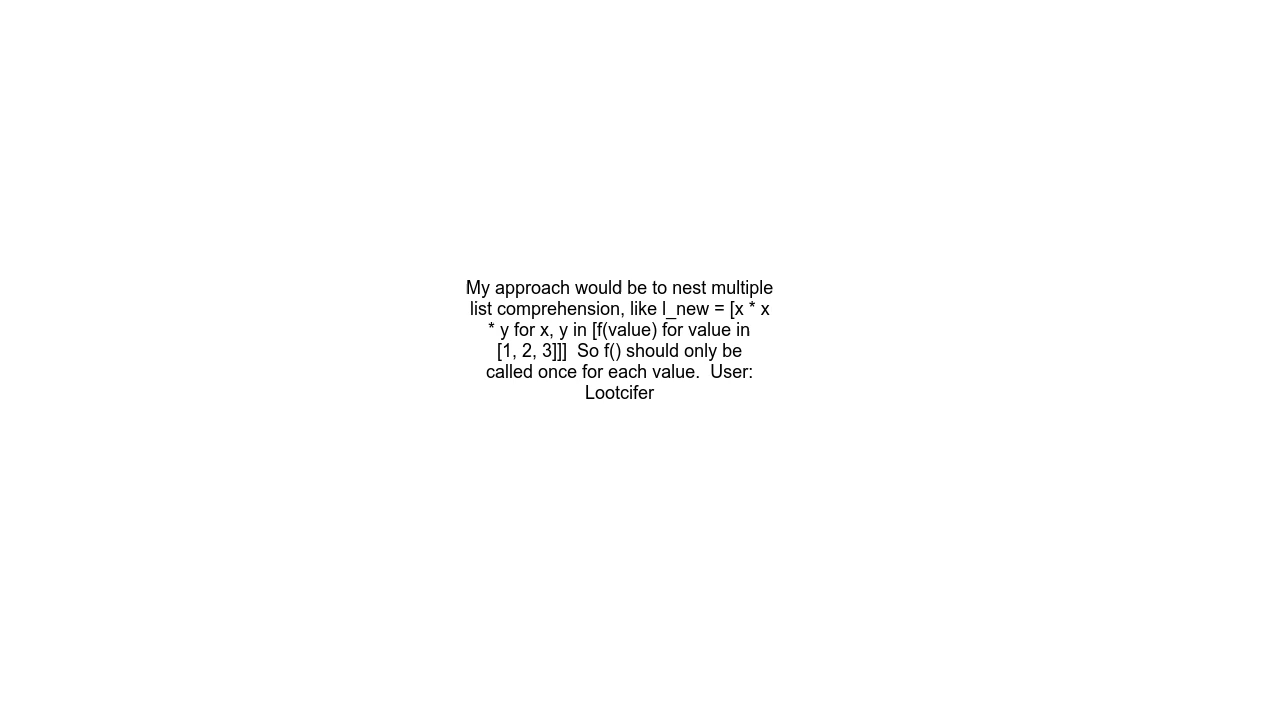 My approach would be to nest multiple
list comprehension, like l_new = [x * x
* y for x, y in [f(value) for value in
[1, 2, 3]]]  So f() should only be
called once for each value.  User:
Lootcifer